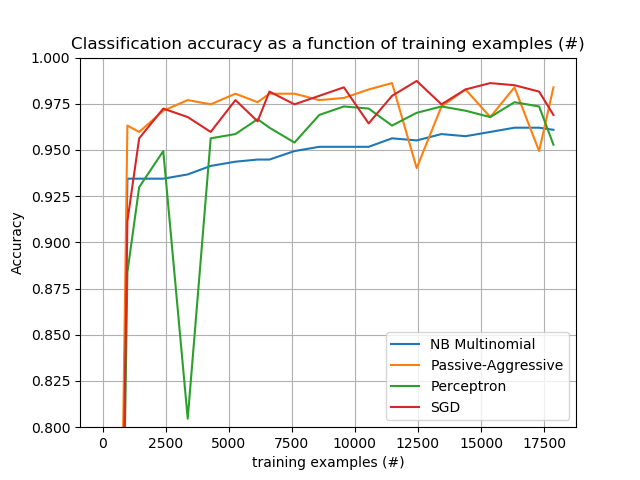 Classification accuracy as a function of training examples (#)
1.000
0.975
0.950
0.925
0.900
0.875
0.850
0.825
0.800
Accuracy
NB Multinomial
Passive-Aggressive
Perceptron
SGD
0 2500 5000 7500 10000 12500 15000 17500
training examples (#)